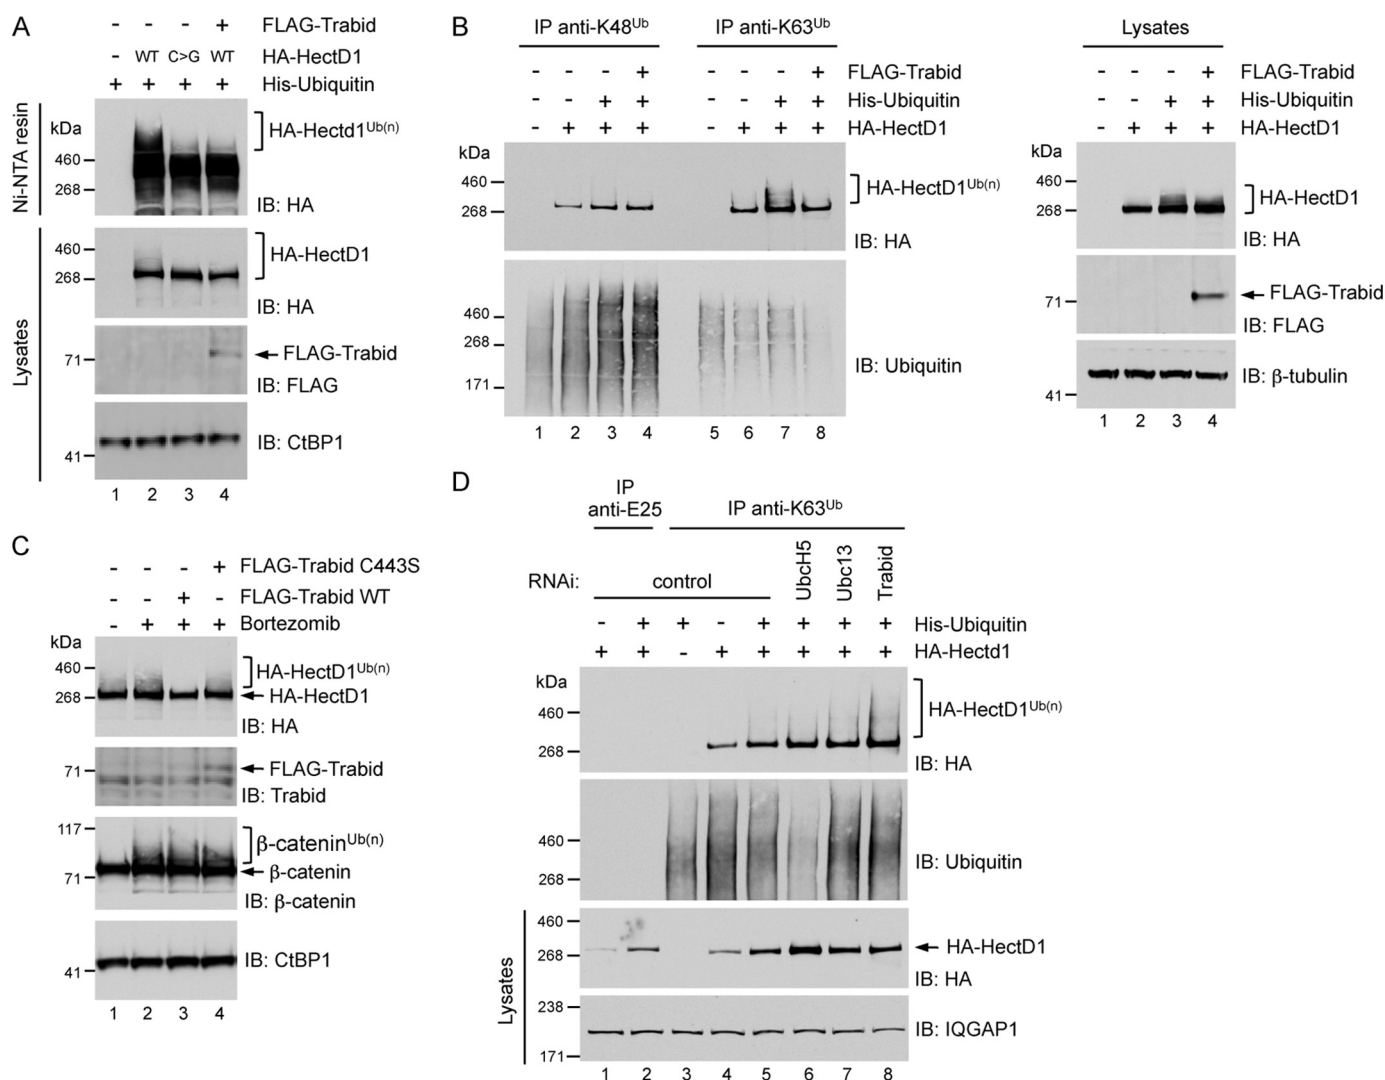 A
- - - + FLAG-Trabid
- WT C>G WT HA-HectD1
+ + + + His-Ubiquitin
Ni-NTA resin
kDa
460
268
HA-Hectd1Ub(n)
IB: HA
Lysates
460
268
HA-HectD1
IB: HA
71
FLAG-Trabid
IB: FLAG
41
IB: CtBP1
1 2 3 4
B
IP anti-K48Ub IP anti-K63Ub
- - - + - - - + FLAG-Trabid
- - + + - - + + His-Ubiquitin
- + + + - + + + HA-HectD1
kDa
460
268
HA-HectD1Ub(n)
IB: HA
460
268
171
IB: Ubiquitin
1 2 3 4 5 6 7 8
Lysates
- - - + FLAG-Trabid
- - + + His-Ubiquitin
- + + + HA-HectD1
kDa
460
268
HA-HectD1
IB: HA
71
FLAG-Trabid
IB: FLAG
41
IB: β-tubulin
1 2 3 4
C
- - - + FLAG-Trabid C443S
- - + - FLAG-Trabid WT
- + + + Bortezomib
kDa
460
268
HA-HectD1Ub(n)
HA-HectD1
IB: HA
71
FLAG-Trabid
IB: Trabid
117
71
β-cateninUb(n)
β-catenin
IB: β-catenin
41
IB: CtBP1
1 2 3 4
D
IP
anti-E25
IP anti-K63Ub
RNAi: control UbcH5 Ubc13 Trabid
- + + - + + + + His-Ubiquitin
+ + - + + + + + HA-Hectd1
kDa
460
268
HA-HectD1Ub(n)
IB: HA
460
268
IB: Ubiquitin
Lysates
460
268
HA-HectD1
IB: HA
238
171
IB: IQGAP1
1 2 3 4 5 6 7 8